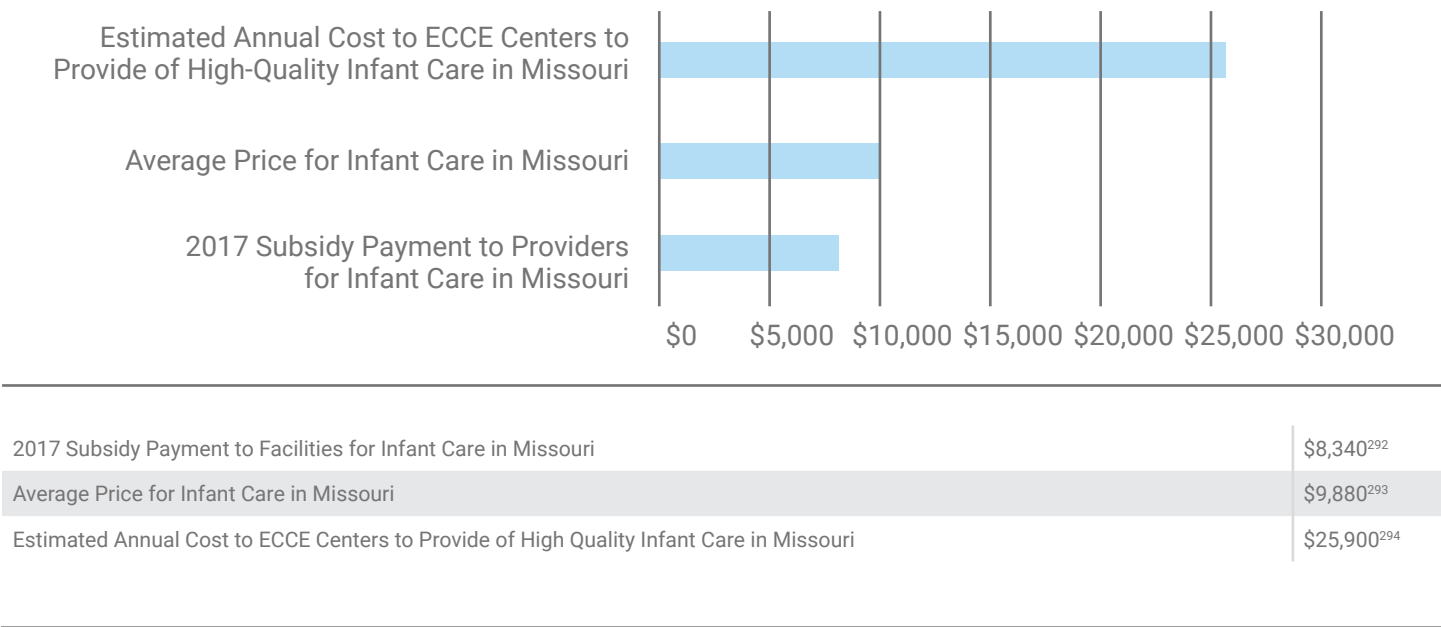 Estimated Annual Cost to ECCE Centers to
Provide of High-Quality Infant Care in Missouri
Average Price for Infant Care in Missouri
2017 Subsidy Payment to Providers
for Infant Care in Missouri
$0 $5,000 $10,000 $15,000 $20,000 $25,000 $30,000
2017 Subsidy Payment to Facilities for Infant Care in Missouri $8,340292
Average Price for Infant Care in Missouri $9,880293
Estimated Annual Cost to ECCE Centers to Provide of High Quality Infant Care in Missouri $25,900294